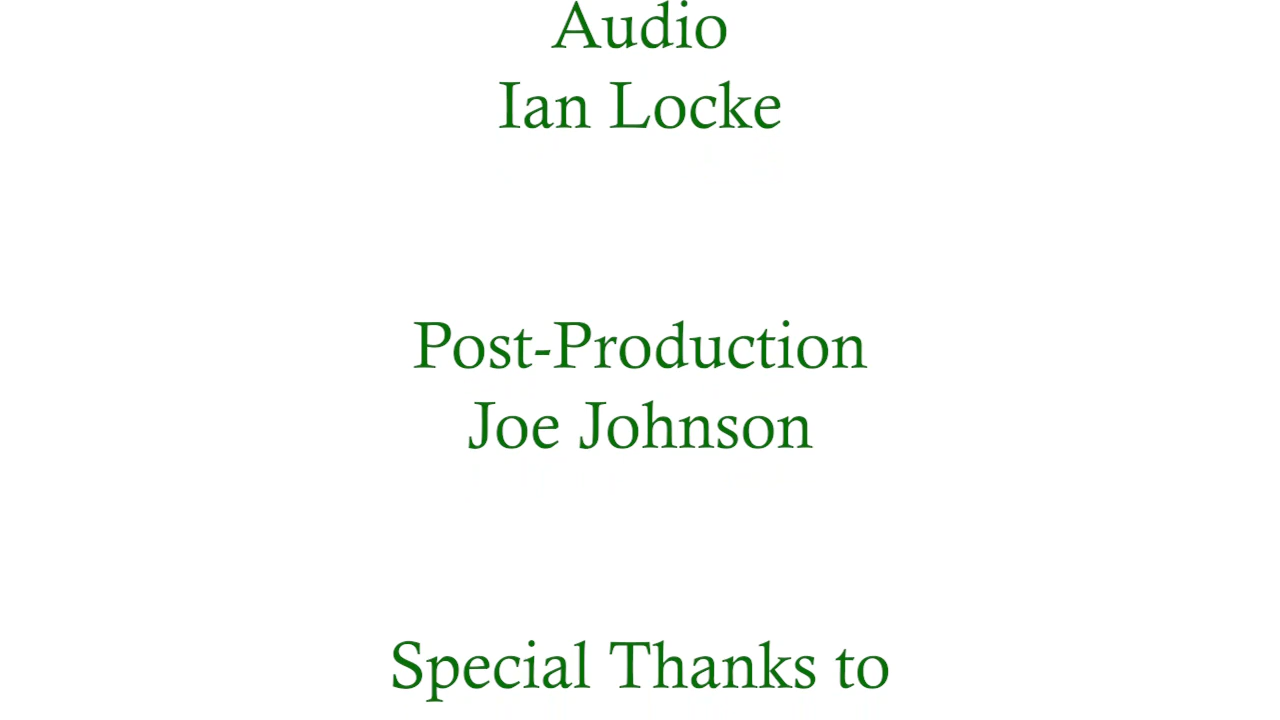 Audio
Ian Locke
Post-Production
Joe Johnson
Special Thanks to